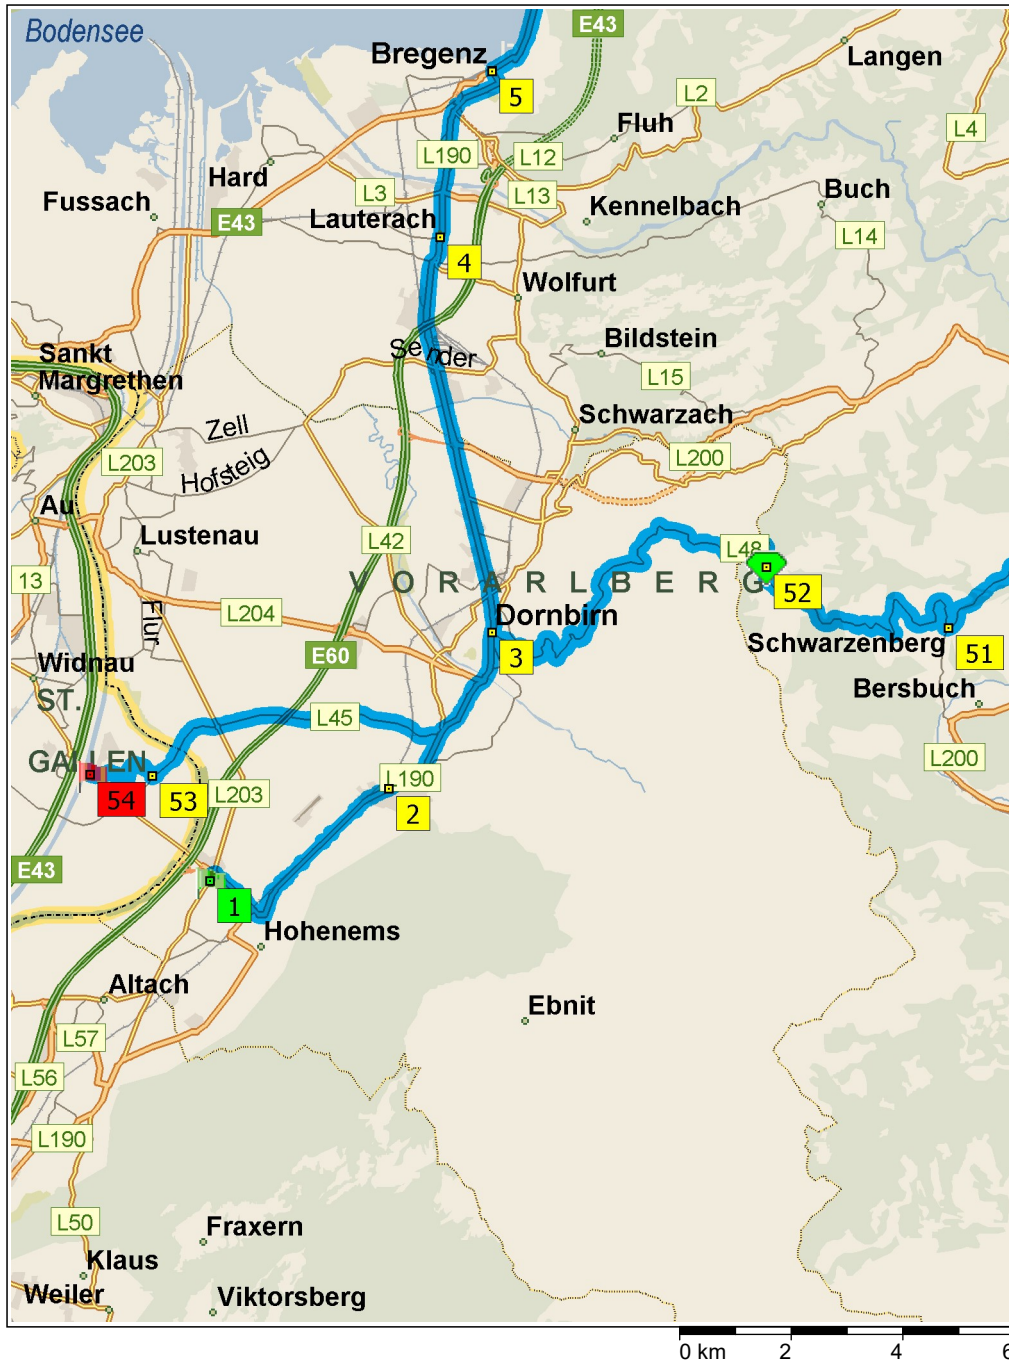 Bodensee
E43
Bregenz
Langen
5
L2
Fluh
L4
L190
L12
Hard
L3
L13
Buch
Fussach
E43
Lauterach
Kennelbach
L14
4
Wolfurt
Sankt
Margrethen
Sender
Bildstein
L15
Zell
Schwarzach
L203
Hofsteig
L200
Au
Lustenau
L42
L48
13
VORARLBERG
52
L204
Flur
Dornbirn
3
E60
Schwarzenberg
51
Widnau
ST.
Bersbuch
L45
GALLEN
L200
54
53
L203
L190
2
E43
1
Hohenems
Altach
Ebnit
L57
L56
L190
L50
Fraxern
Klaus
Weiler
Viktorsberg
0 km
2
4
6